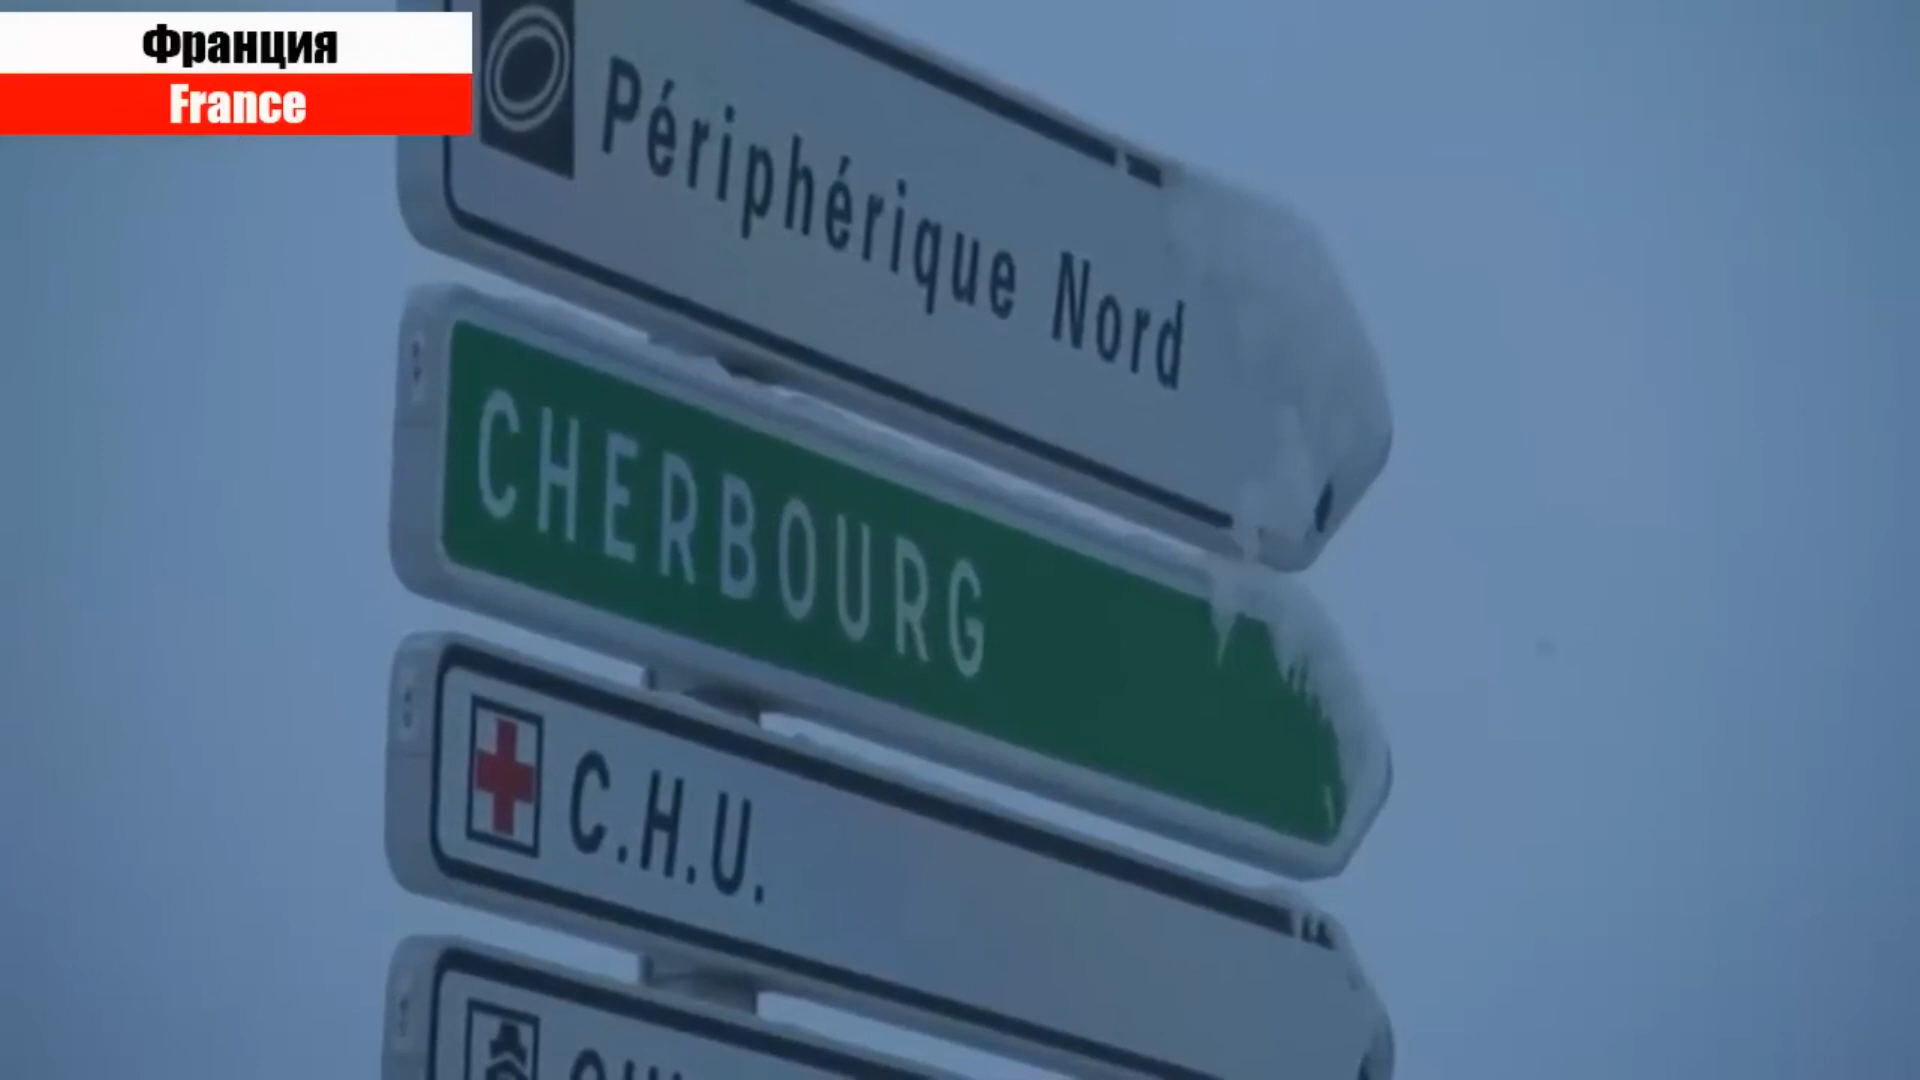 Франция
France
Périphérique Nord
CHERBOURG
C.H.U.